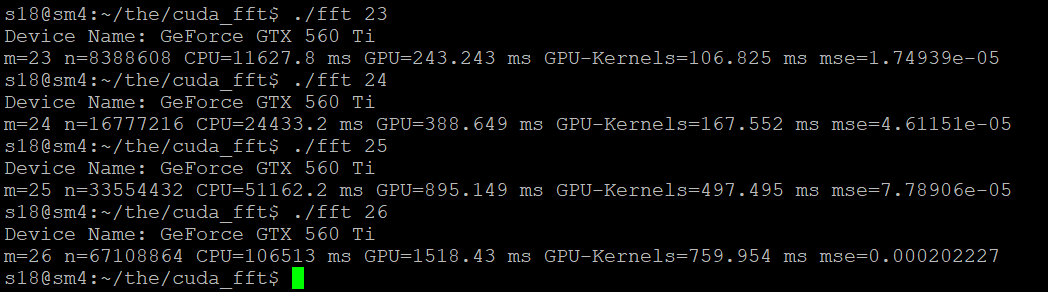 s18@sm4:~/the/cuda_fft$ ./fft 23
Device Name: GeForce GTX 560 Ti
m=23 n=8388608 CPU=11627.8 ms GPU=243.243 ms GPU-Kernels=106.825 ms mse=1.74939e-05
s18@sm4:~/the/cuda_fft$ ./fft 24
Device Name: GeForce GTX 560 Ti
m=24 n=16777216 CPU=24433.2 ms GPU=388.649 ms GPU-Kernels=167.552 ms mse=4.61151e-05
s18@sm4:~/the/cuda_fft$ ./fft 25
Device Name: GeForce GTX 560 Ti
m=25 n=33554432 CPU=51162.2 ms GPU=895.149 ms GPU-Kernels=497.495 ms mse=7.78906e-05
s18@sm4:~/the/cuda_fft$ ./fft 26
Device Name: GeForce GTX 560 Ti
m=26 n=67108864 CPU=106513 ms GPU=1518.43 ms GPU-Kernels=759.954 ms mse=0.000202227
s18@sm4:~/the/cuda_fft$